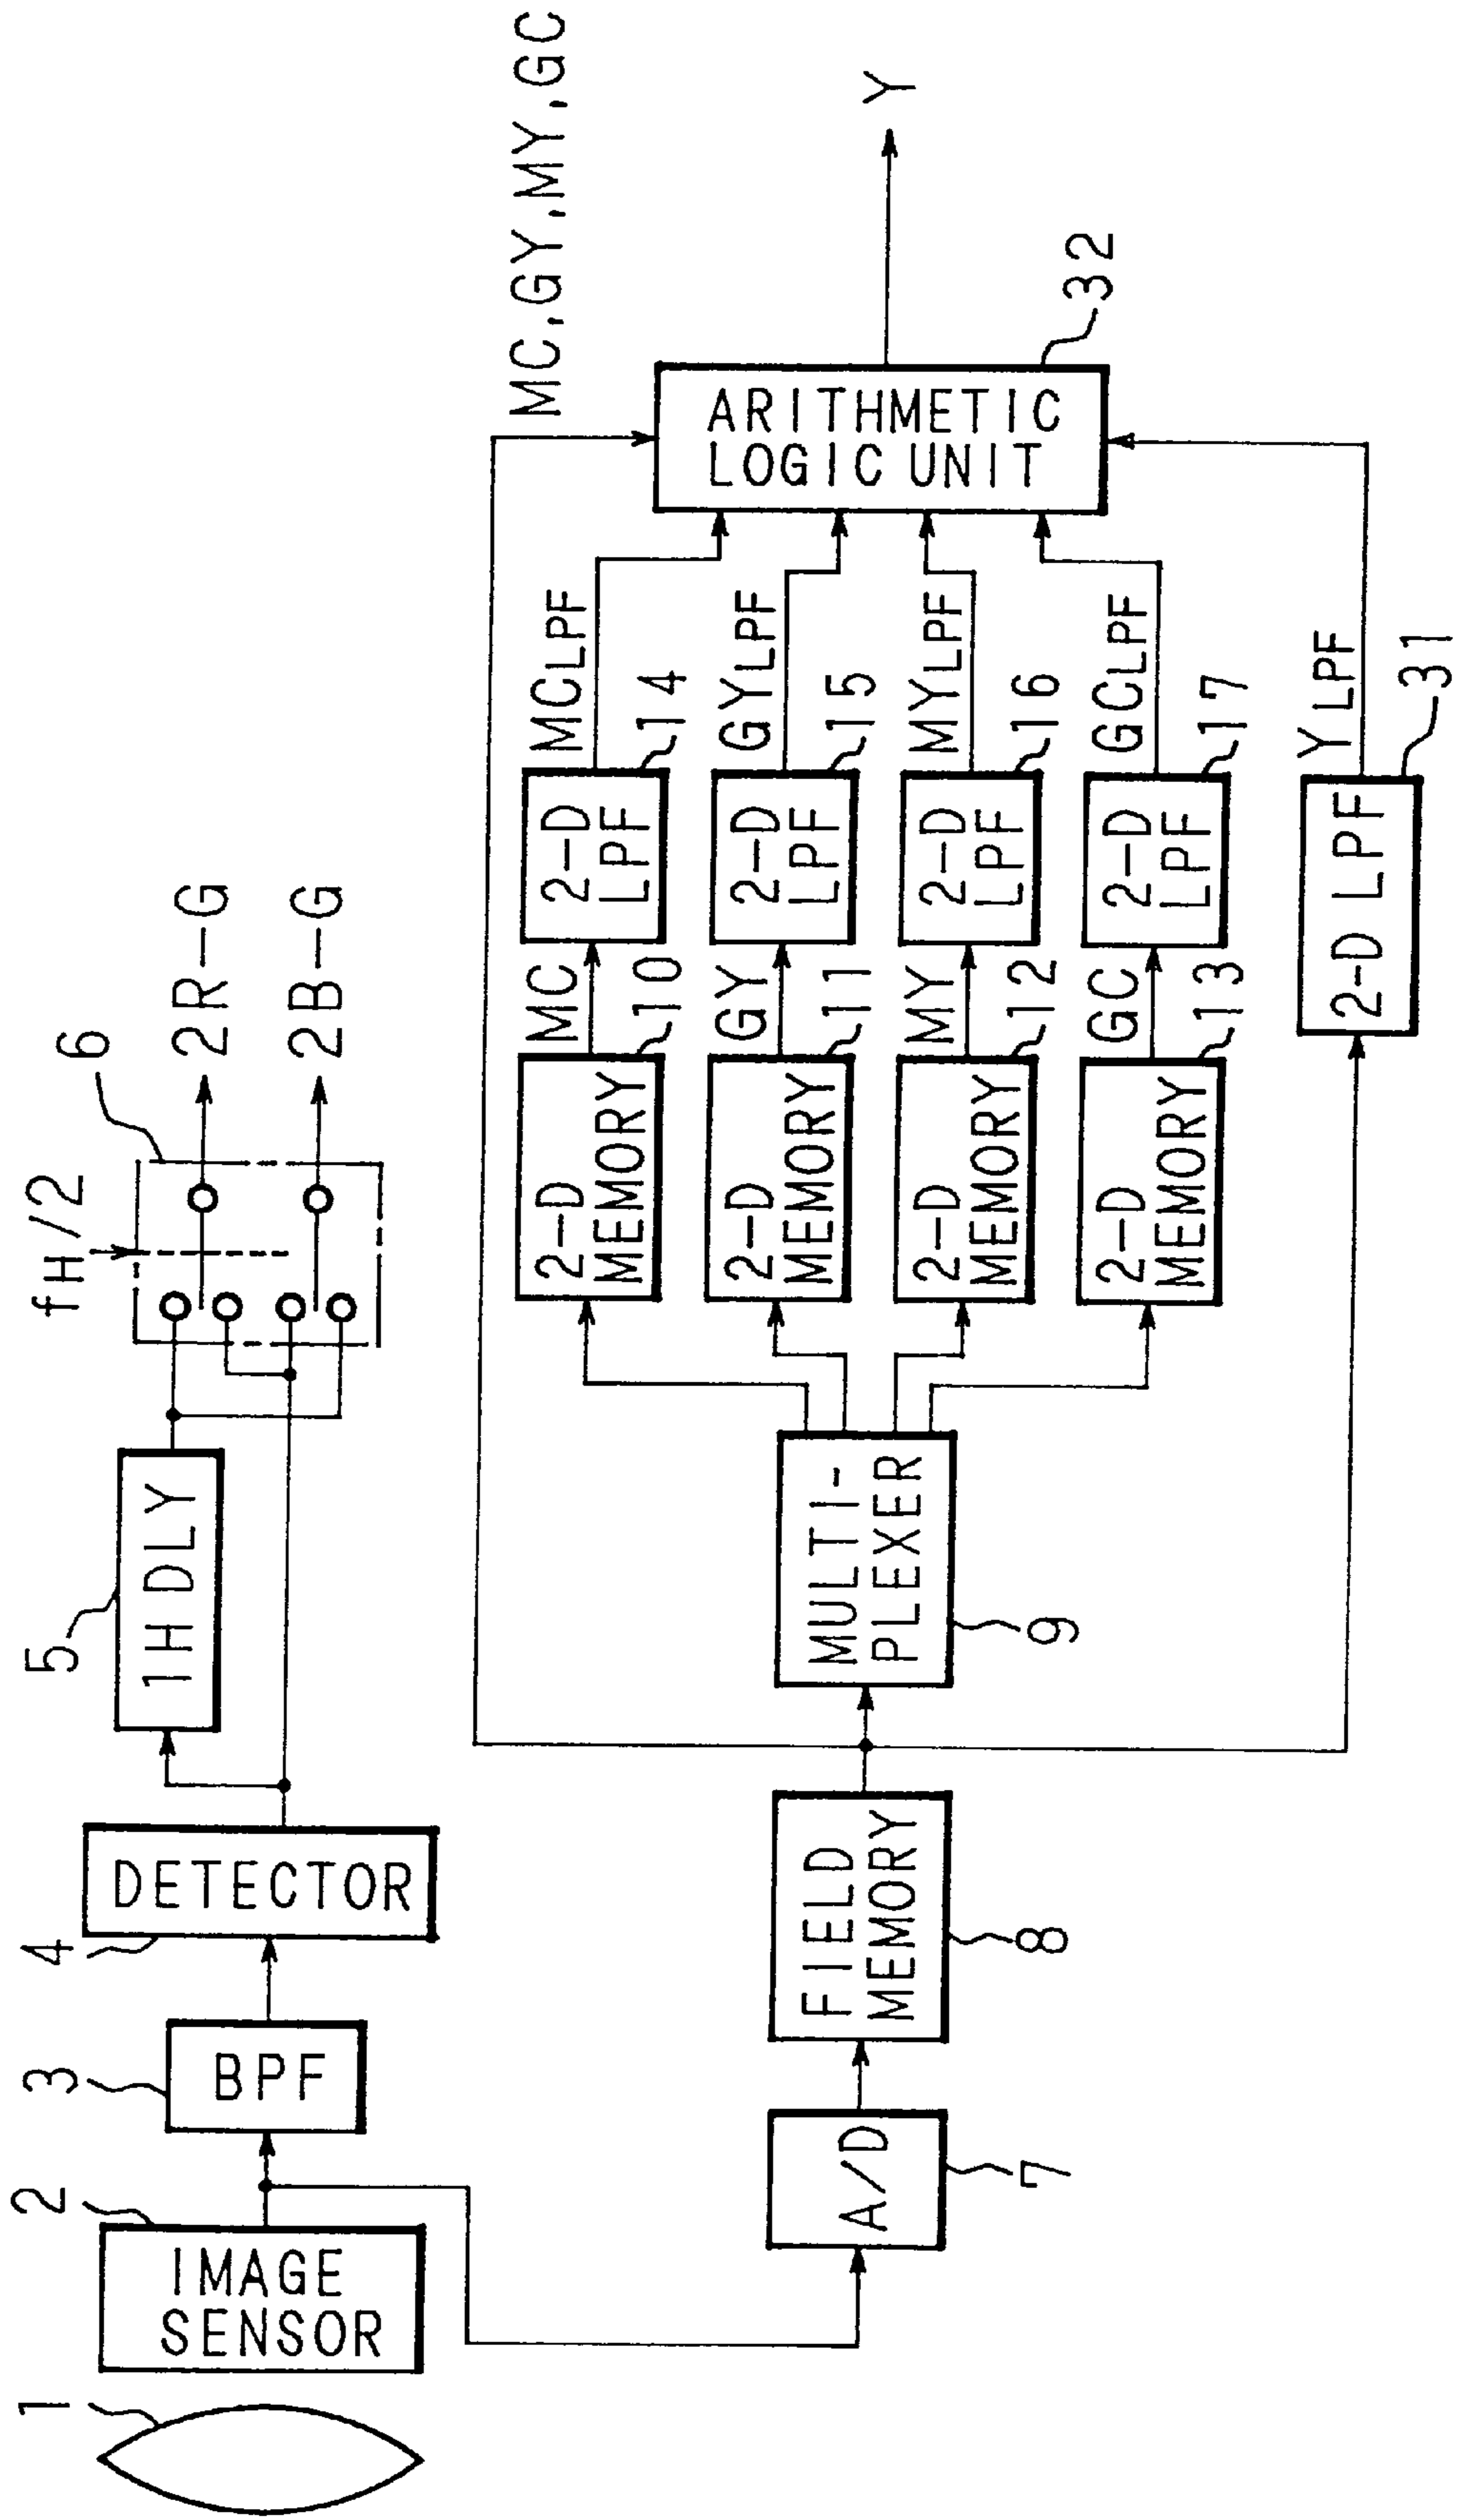 1
2
IMAGE
SENSOR
3
BPF
4
DETECTOR
5
1H DLY
fH/2
6
2R-G
2B-G
7
A/D
8
FIELD
MEMORY
9
MULTI-
PLEXER
2-D
MEMORY
MC
10
2-D
LPF
MCLPF
14
2-D
MEMORY
GY
11
2-D
LPF
GYLPF
15
2-D
MEMORY
MY
12
2-D
LPF
MYLPF
16
2-D
MEMORY
GC
13
2-D
LPF
GCLPF
17
2-D LPF
YLPF
31
MC,GY,MY,GC
ARITHMETIC
LOGIC UNIT
32
Y